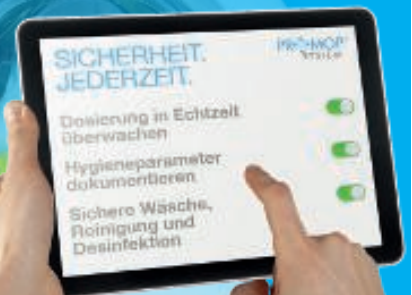 SICHERHEIT.
JEDERZEIT.
Dosierung in Echtzeit
überwachen
Hygieneparameter
dokumentieren
Sichere Wäsche,
Reinigung und
Desinfektion